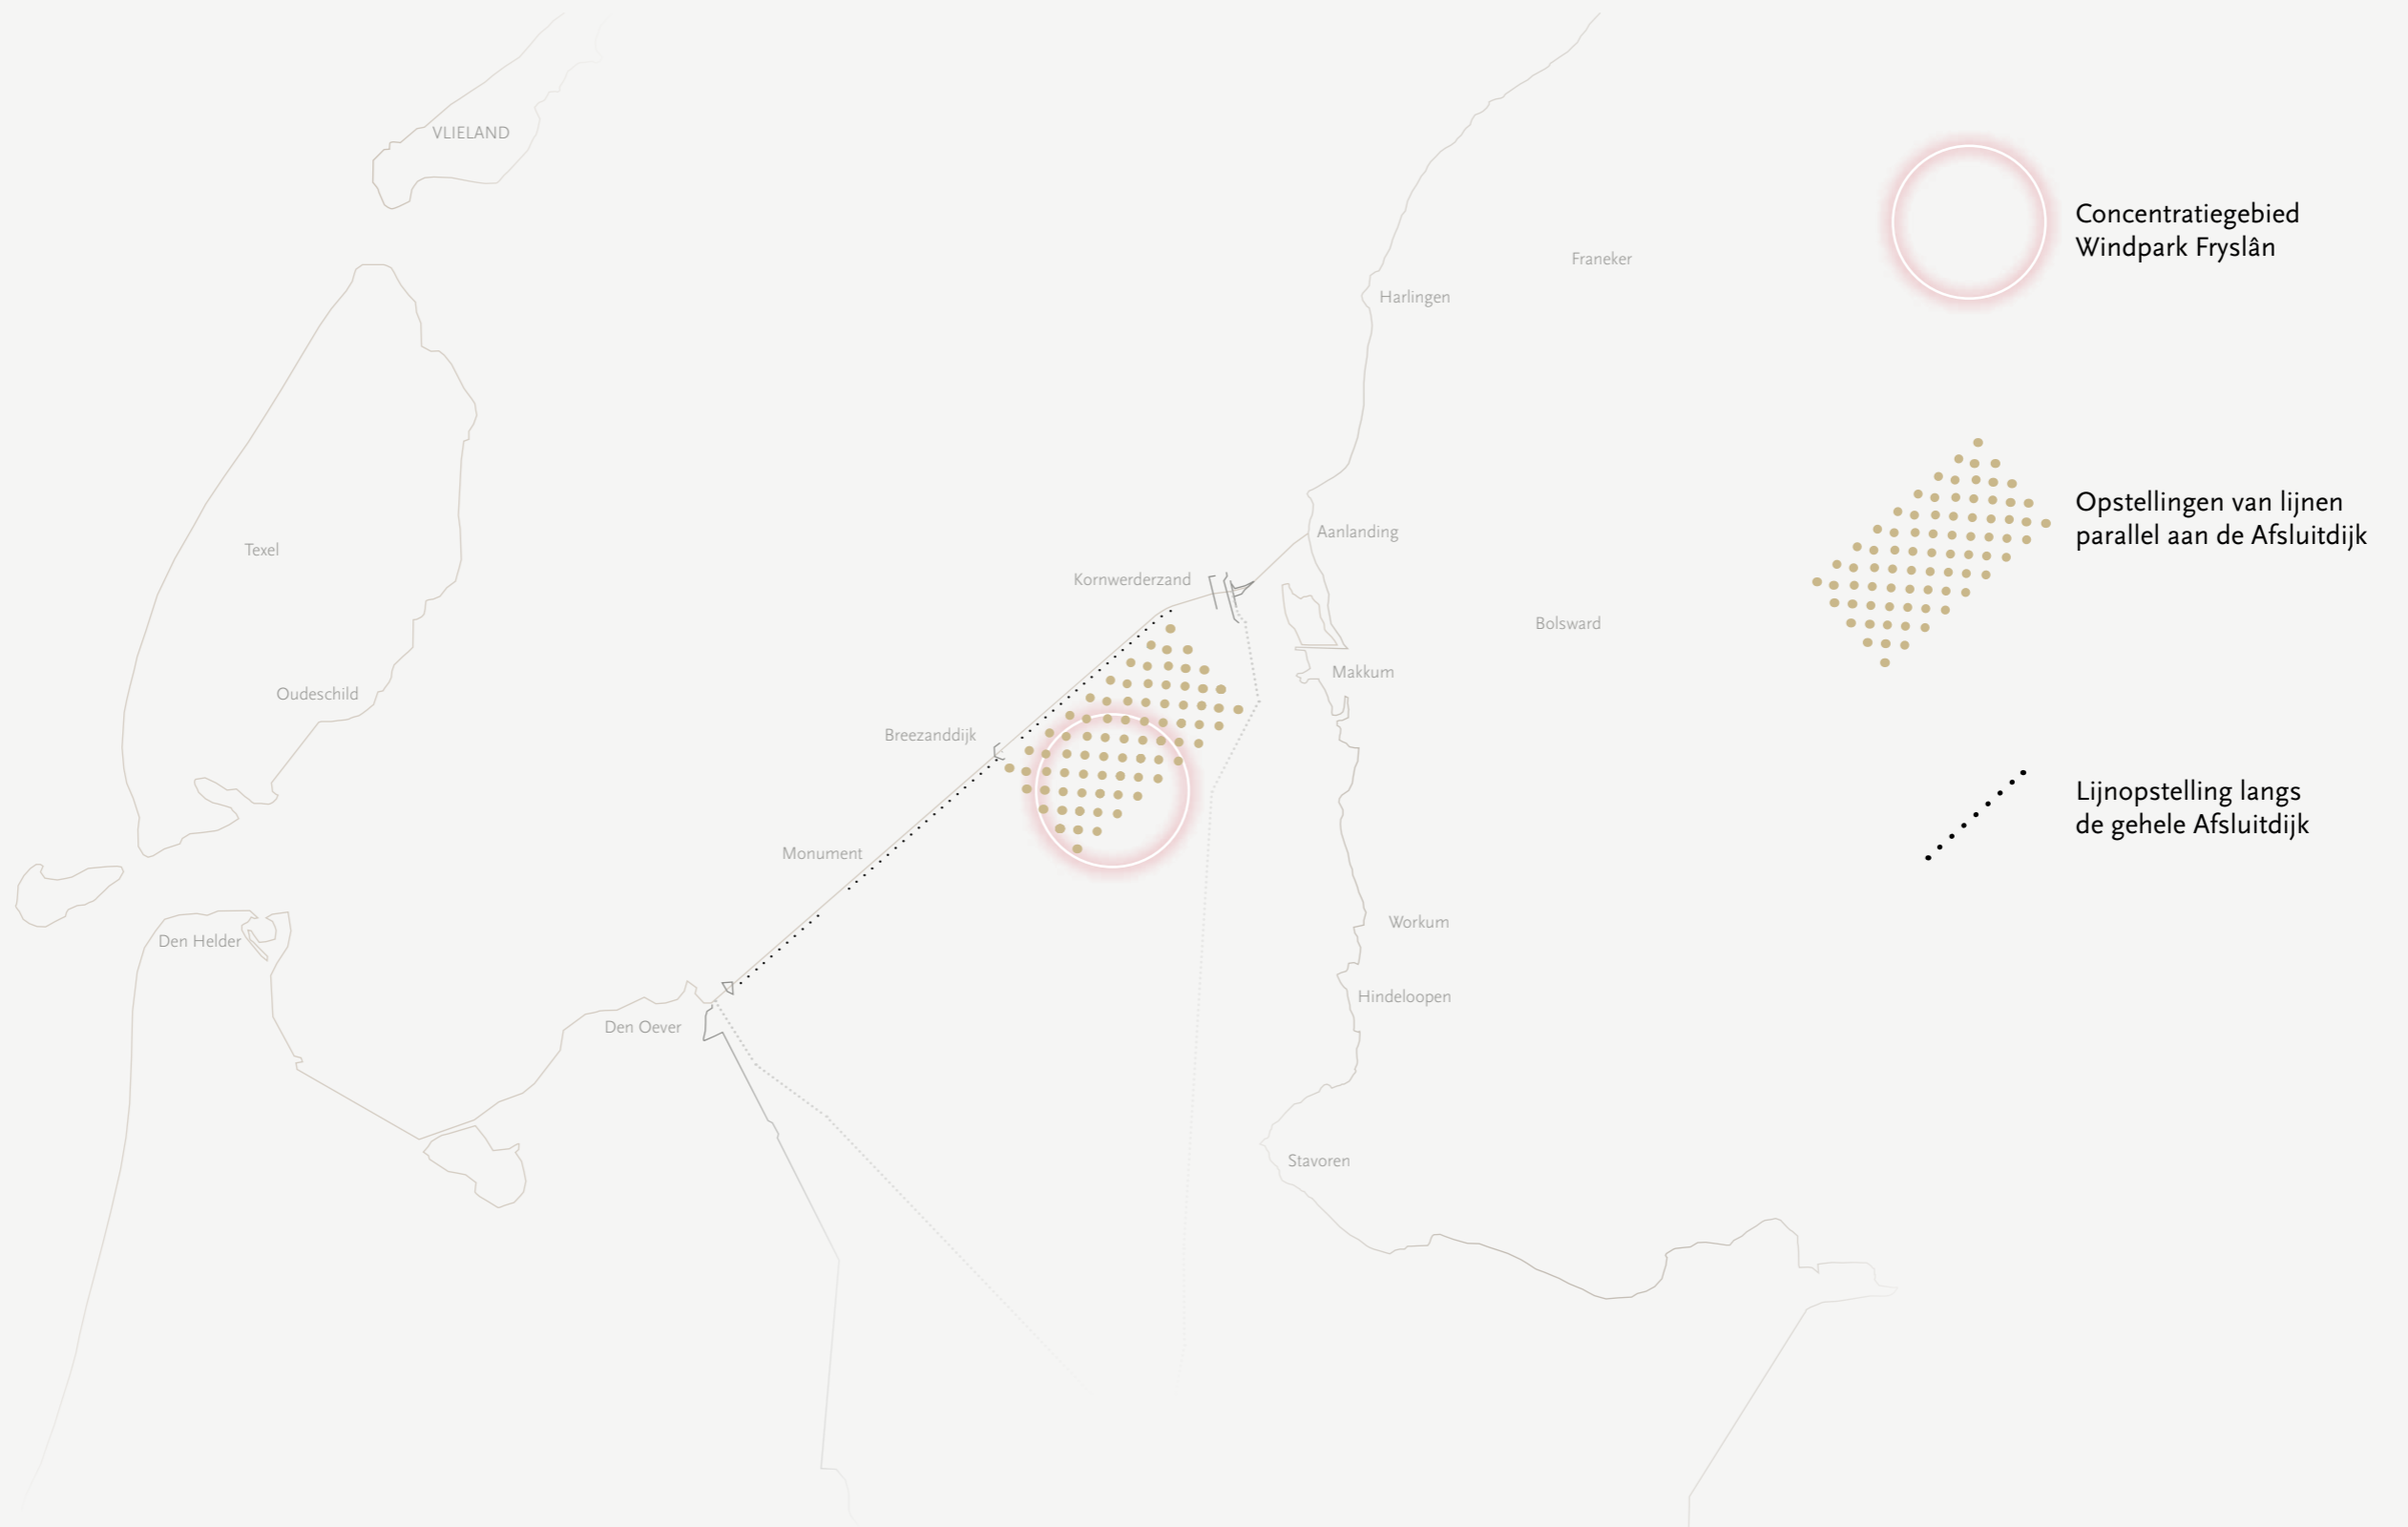 VLIELAND
Concentratiegebied
Windpark Fryslân
Franeker
Harlingen
Opstellingen van lijnen
parallel aan de Afsluitdijk
Aanlanding
Texel
Kornwerderzand
Bolsward
Makkum
Oudeschild
Breezanddijk
Lijnopstelling langs
de gehele Afsluitdijk
Monument
Workum
Den Helder
Hindeloopen
Den Oever
Stavoren